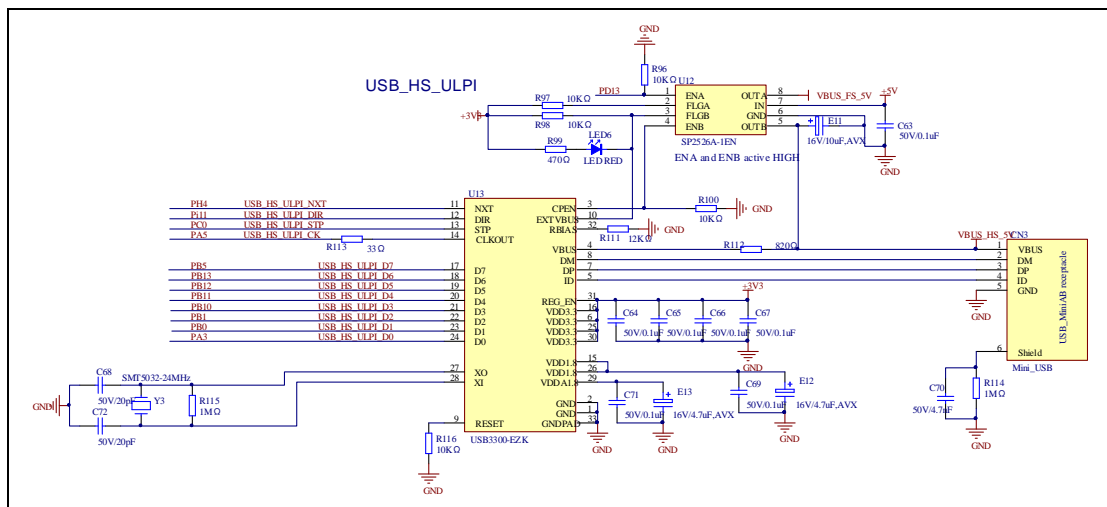 GND
R96
10KΩ
USB_HS_ULPI
U12
PD13
R97
10KΩ
1 ENA OUTA 8
VBUS_FS_5V
+5V
2 FLGA IN 7
+3V3
3 FLGB GND 6
R98
10KΩ
4 ENB OUTB 5
E11
16V/10uF,AVX
C63
50V/0.1uF
SP2526A-1EN
R99
470Ω
LED6
LED RED
ENA and ENB active HIGH
GND
GND
U13
PH4 USB_HS_ULPI_NXT 11 NXT
PI11 USB_HS_ULPI_DIR 12 DIR
PC0 USB_HS_ULPI_STP 13 STP
PA5 USB_HS_ULPI_CK 14 CLKOUT
R113
33Ω
CPEN 3
EXTVBUS 10
RBIAS 32
R100
10KΩ
GND
R111
12KΩ
GND
VBUS 4
DM 8
DP 7
ID 5
R112
820Ω
VBUS_HS_5V
CN3
1 VBUS
2 DM
3 DP
4 ID
5 GND
USB_MiniAB receptacle
GND
6 Shield
Mini_USB
PB5 USB_HS_ULPI_D7 17 D7
PB13 USB_HS_ULPI_D6 18 D6
PB12 USB_HS_ULPI_D5 19 D5
PB11 USB_HS_ULPI_D4 20 D4
PB10 USB_HS_ULPI_D3 21 D3
PB1 USB_HS_ULPI_D2 22 D2
PB0 USB_HS_ULPI_D1 23 D1
PA3 USB_HS_ULPI_D0 24 D0
REG_EN 31
VDD3.3 16
VDD3.3 6
VDD3.3 25
VDD3.3 30
+3V3
C64
50V/0.1uF
C65
50V/0.1uF
C66
50V/0.1uF
C67
50V/0.1uF
GND
VDD1.8 15
VDD1.8 26
VDDA1.8 29
C71
50V/0.1uF
E13
16V/4.7uF,AVX
C69
50V/0.1uF
E12
16V/4.7uF,AVX
C70
50V/4.7nF
R114
1MΩ
GND 2
GND 1
GNDPAD 33
GND
GND
GND
GND
C68
50V/20pF
SMT5032-24MHz
27 XO
28 XI
GND
Y3
R115
1MΩ
C72
50V/20pF
9 RESET
R116
10KΩ
USB3300-EZK
GND